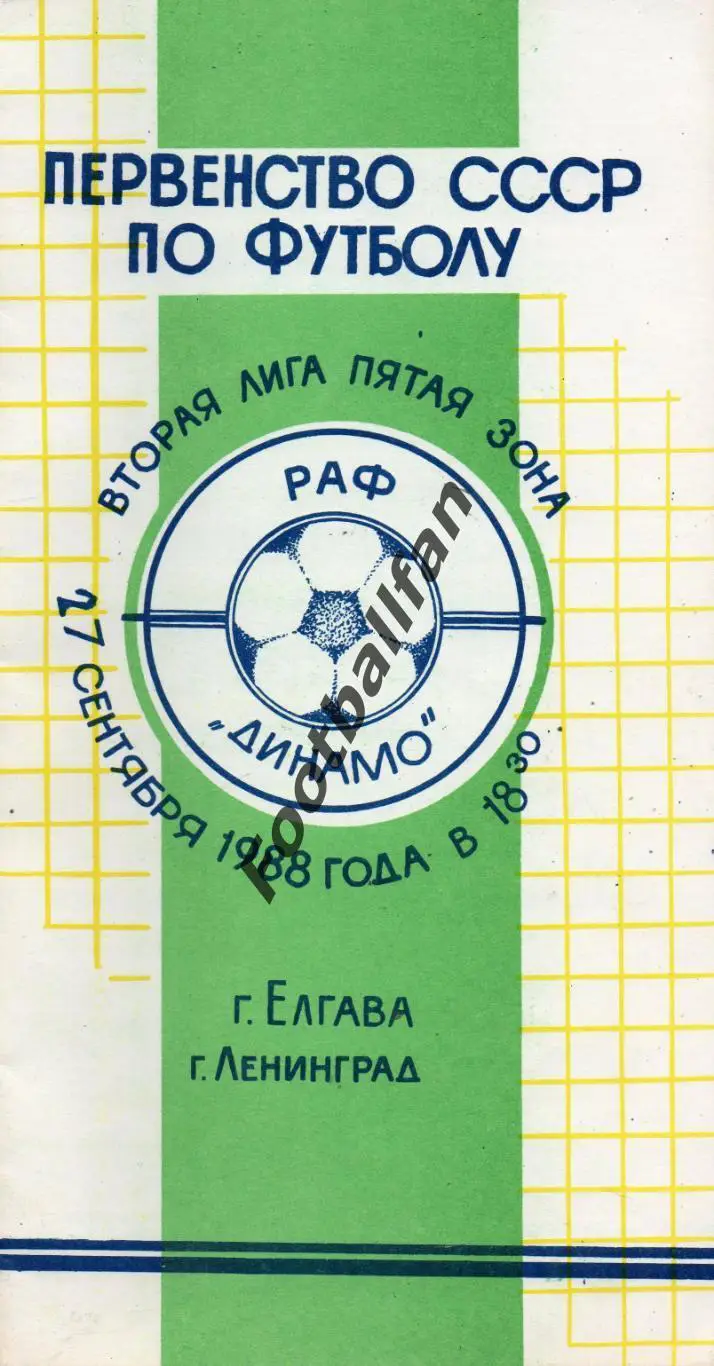 ПЕРВЕНСТВО СССР
ПО ФУТБОЛУ
ВТОРАЯ ЛИГА ПЯТАЯ ЗОНА
РАФ
„ДИНАМО"
27 СЕНТЯБРЯ 1988 ГОДА В 18 30
г. ЕЛГАВА
г. ЛЕНИНГРАД
footballfan